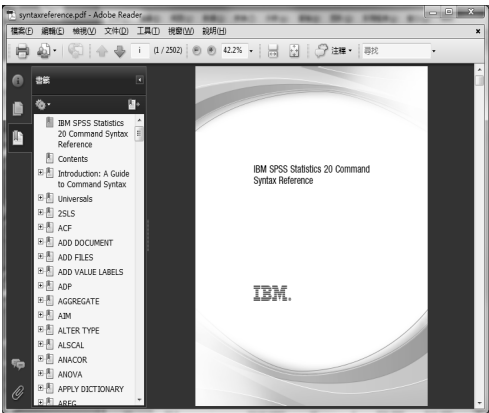 syntaxreference.pdf - Adobe Reader
檔案(F) 編輯(E) 檢視(V) 文件(D) 工具(T) 視窗(W) 說明(H)
i (1 / 2502) 42.2% 注釋 尋找
書籤
IBM SPSS Statistics
20 Command Syntax
Reference
Contents
Introduction: A Guide
to Command Syntax
Universals
2SLS
ACF
ADD DOCUMENT
ADD FILES
ADD VALUE LABELS
ADP
AGGREGATE
AIM
ALTER TYPE
ALSCAL
ANACOR
ANOVA
APPLY DICTIONARY
AREG
IBM SPSS Statistics 20 Command
Syntax Reference
IBM.